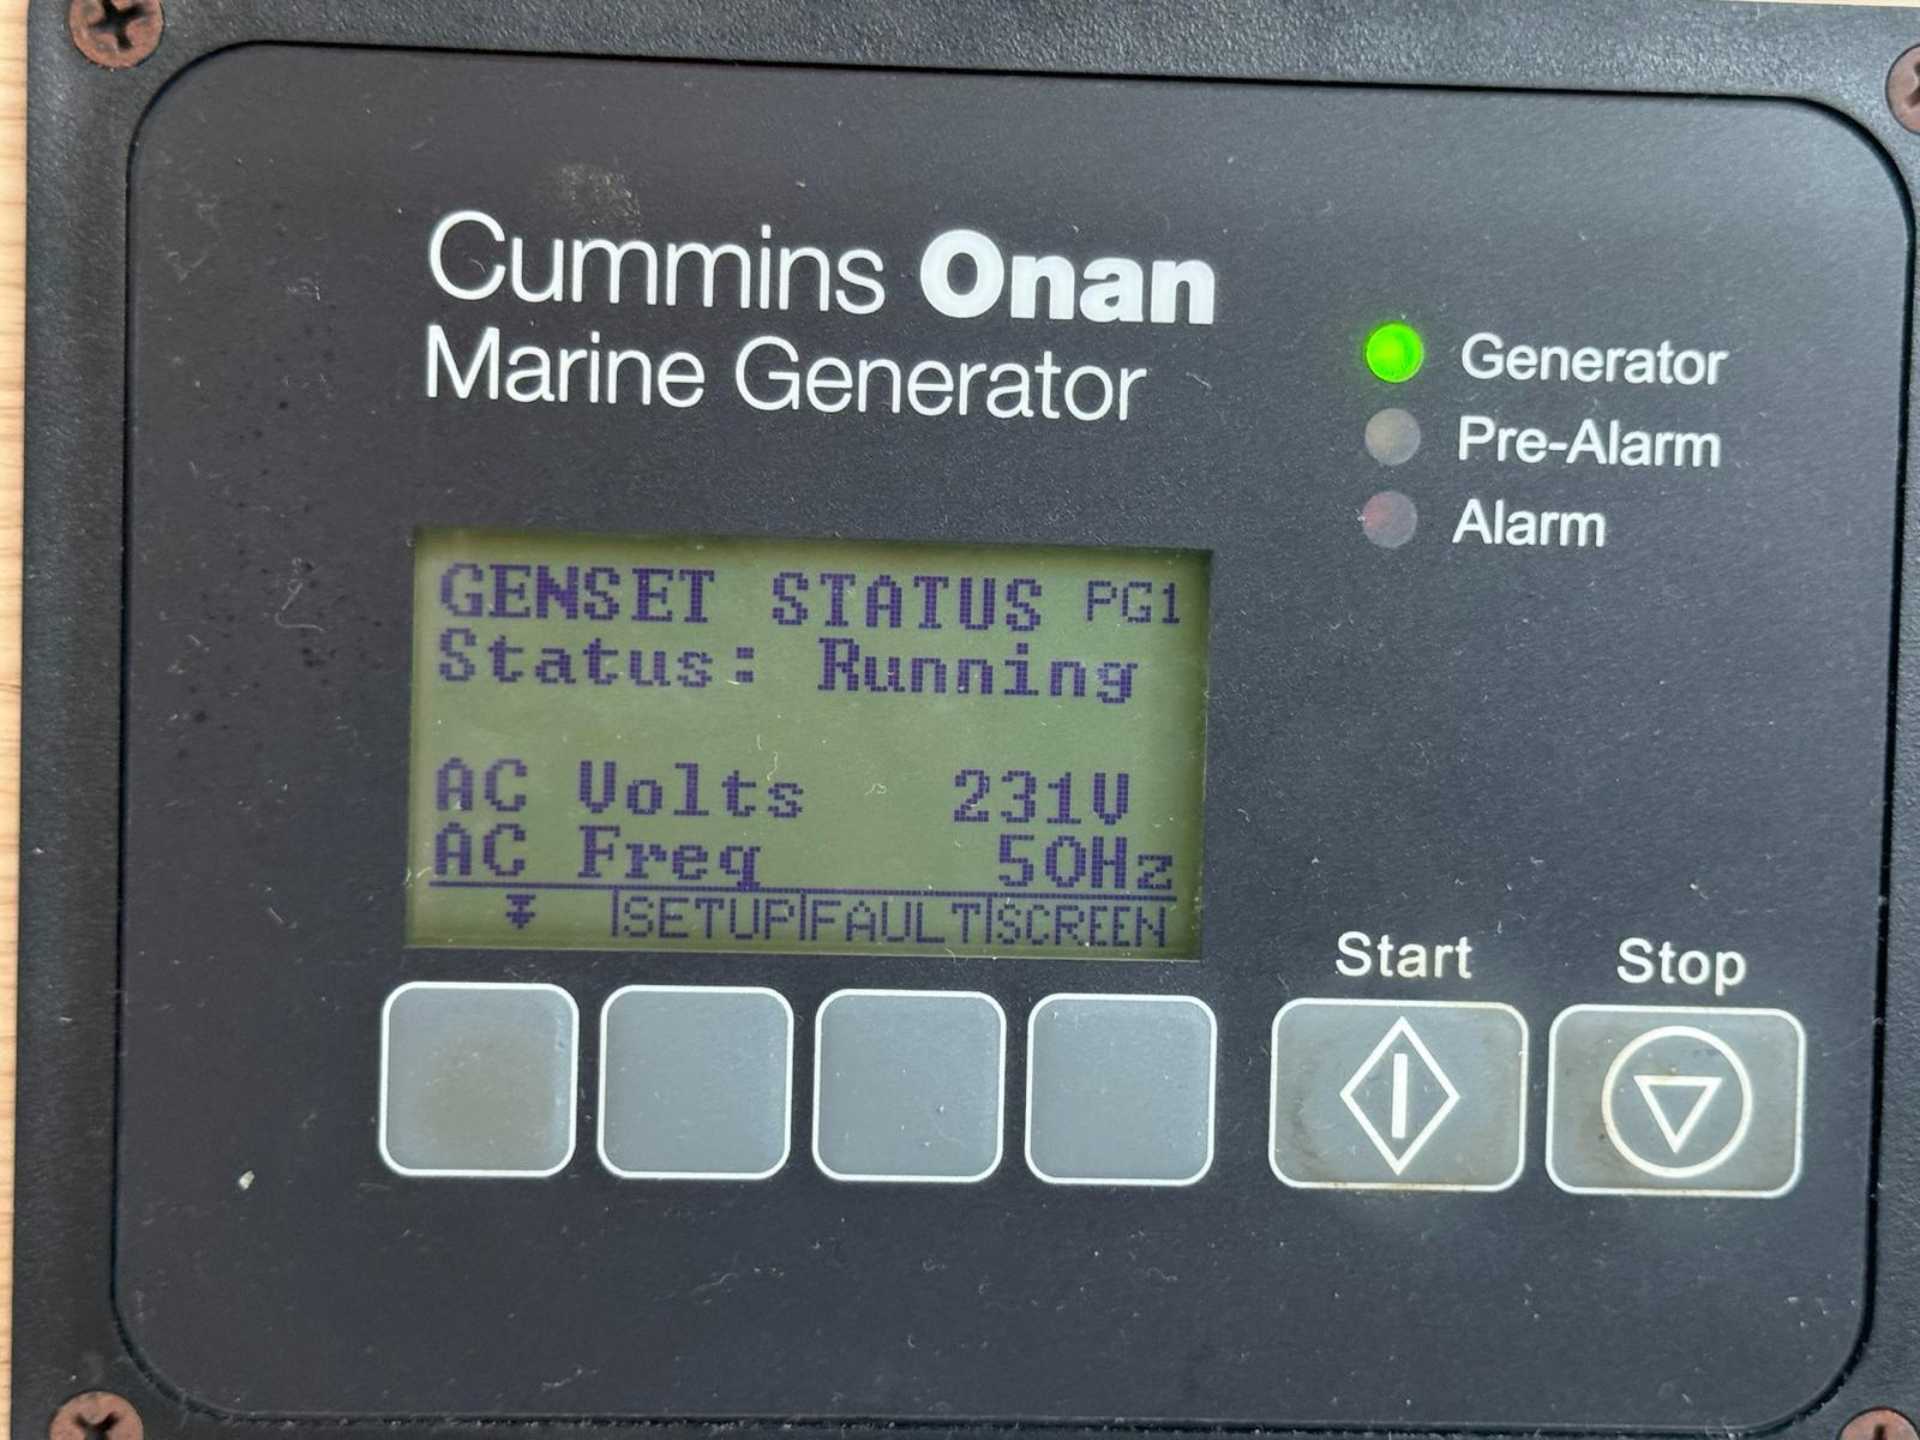 Cummins Onan
Marine Generator
Generator
Pre-Alarm
Alarm
GENSET STATUS PG1
Status: Running
AC Volts 231V
AC Freq 50Hz
SETUP FAULT SCREEN
Start
Stop